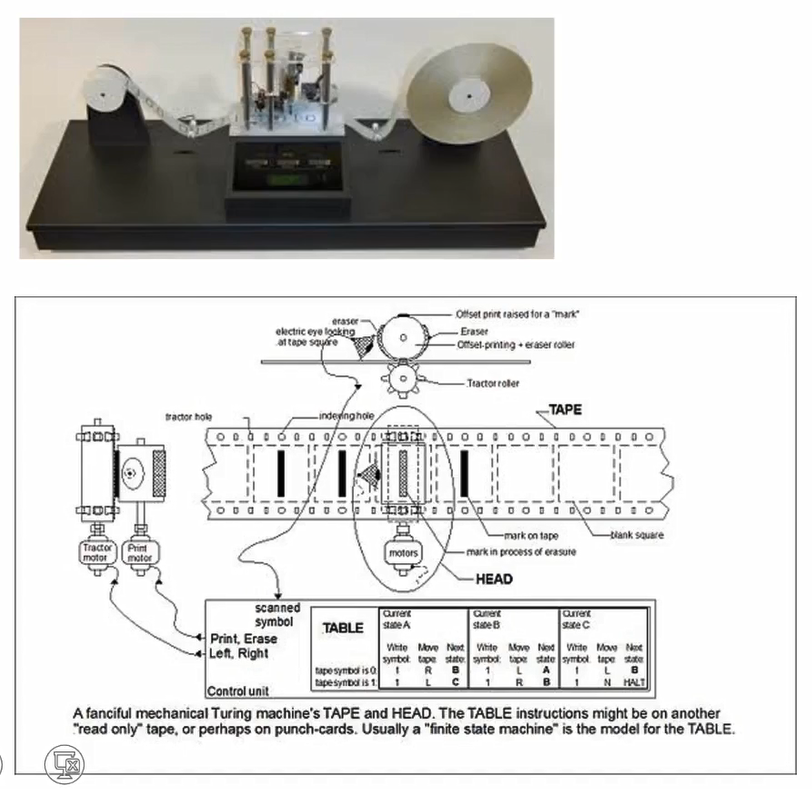 Offset print raised for a "mark"
eraser
Eraser
electric eye looking
at tape square
Offset-printing + eraser roller
Tractor roller
tractor hole
indexing hole
TAPE
mark on tape
blank square
mark in process of erasure
Tractor
motor
Print
motor
motors
HEAD
scanned
symbol
Print, Erase
Left, Right
Control unit
TABLE
Current
state A
Current
state B
Current
state C
Write Move Next Write Move Next Write Move Next
symbol: tape: state: symbol: tape: state: symbol: tape: state:
tape symbol is 0: 1 R B 1 L A 1 L B
tape symbol is 1: 1 L C 1 R B 1 N HALT
A fanciful mechanical Turing machine's TAPE and HEAD. The TABLE instructions might be on another
"read only" tape, or perhaps on punch-cards. Usually a "finite state machine" is the model for the TABLE.